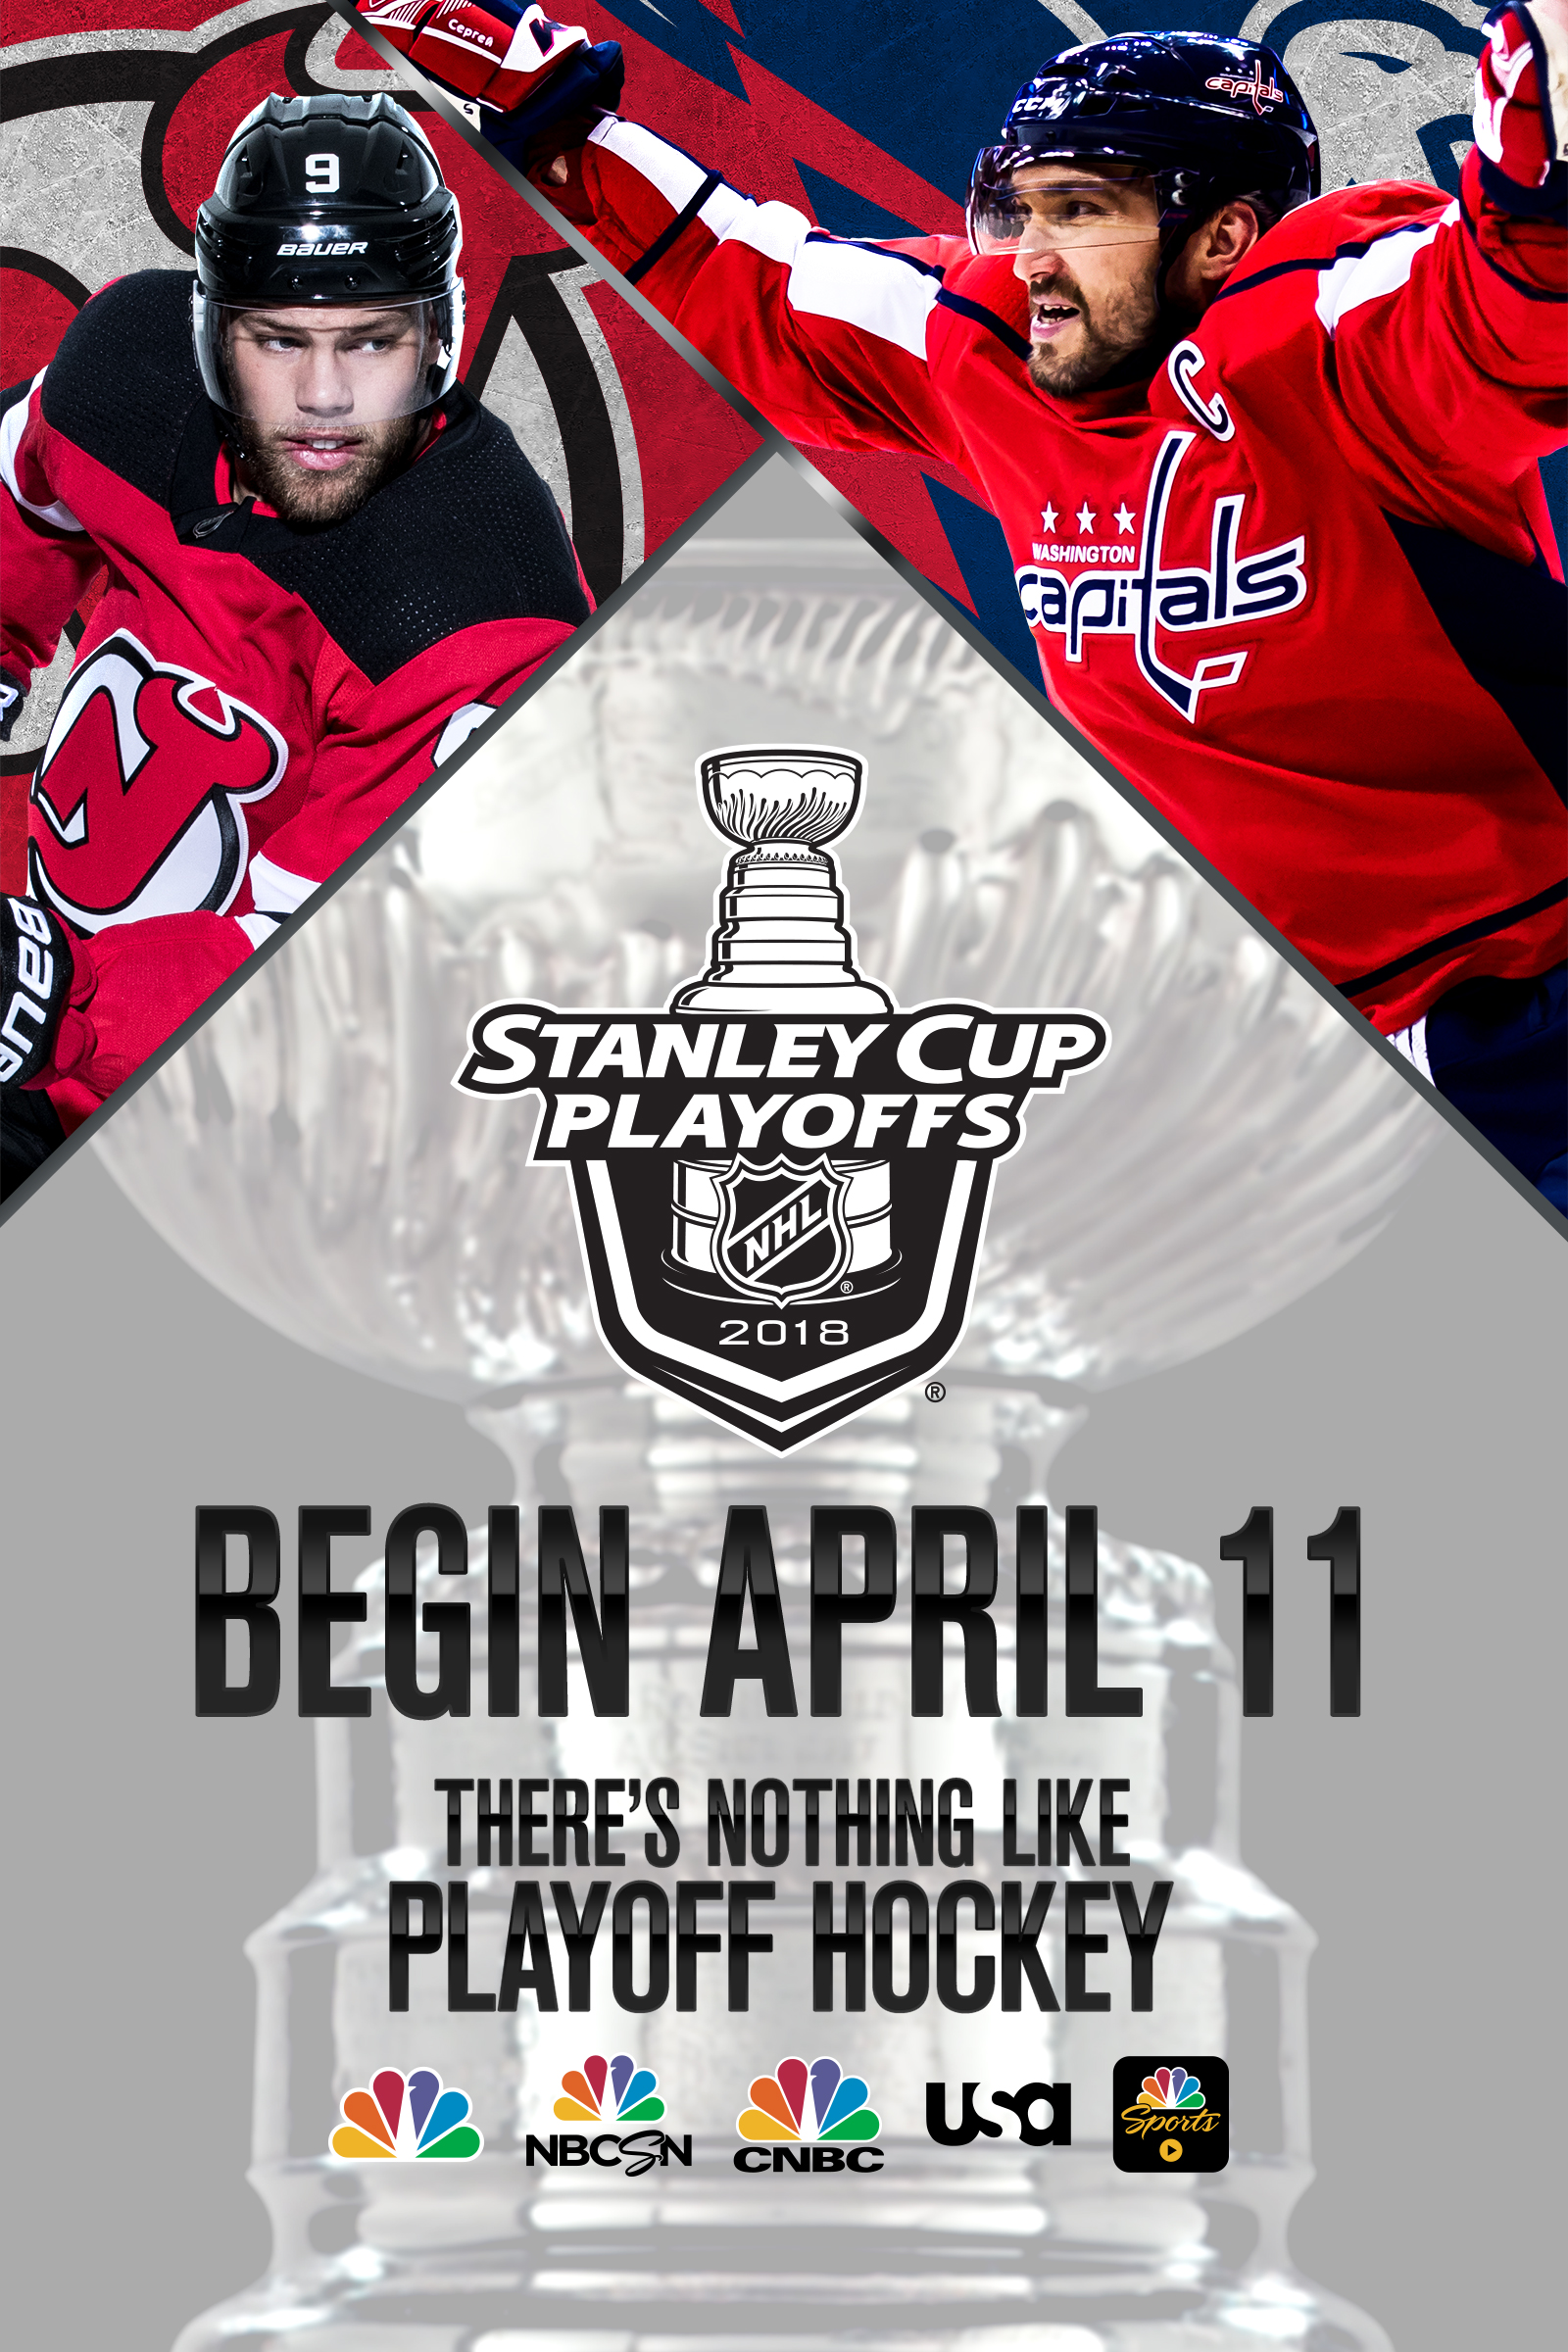 Сергей
9
BAUER
CCM
capitals
C
WASHINGTON
capitals
BAUER
STANLEY CUP
PLAYOFFS
NHL
®
2018
®
BEGIN APRIL 11
THERE'S NOTHING LIKE
PLAYOFF HOCKEY
NBCSN CNBC usa Sports